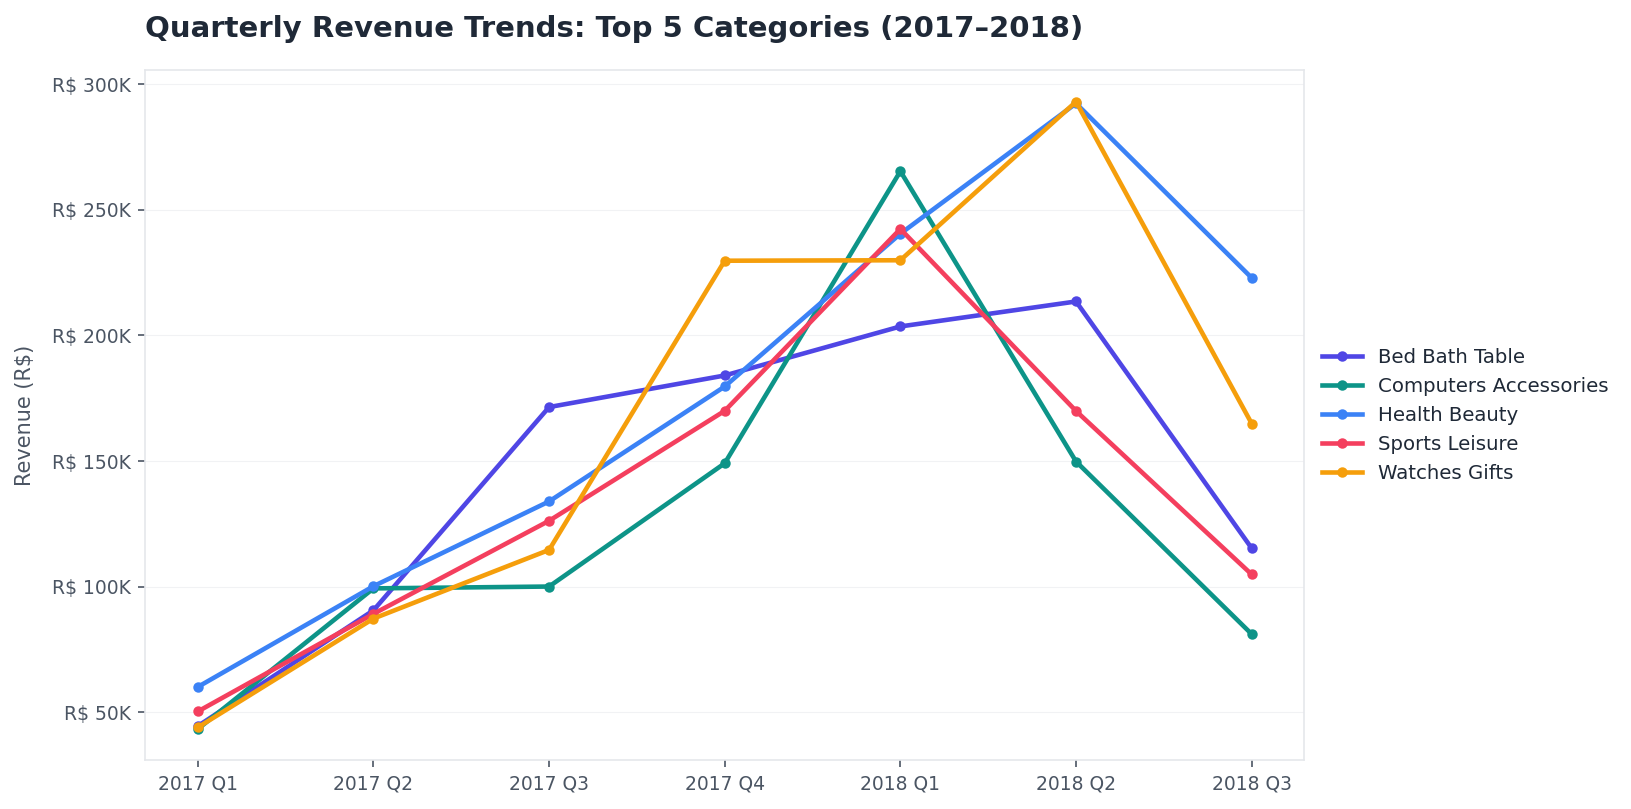 Quarterly Revenue Trends: Top 5 Categories (2017–2018)
Revenue (R$)
R$ 300K
R$ 250K
R$ 200K
R$ 150K
R$ 100K
R$ 50K
2017 Q1
2017 Q2
2017 Q3
2017 Q4
2018 Q1
2018 Q2
2018 Q3
Bed Bath Table
Computers Accessories
Health Beauty
Sports Leisure
Watches Gifts